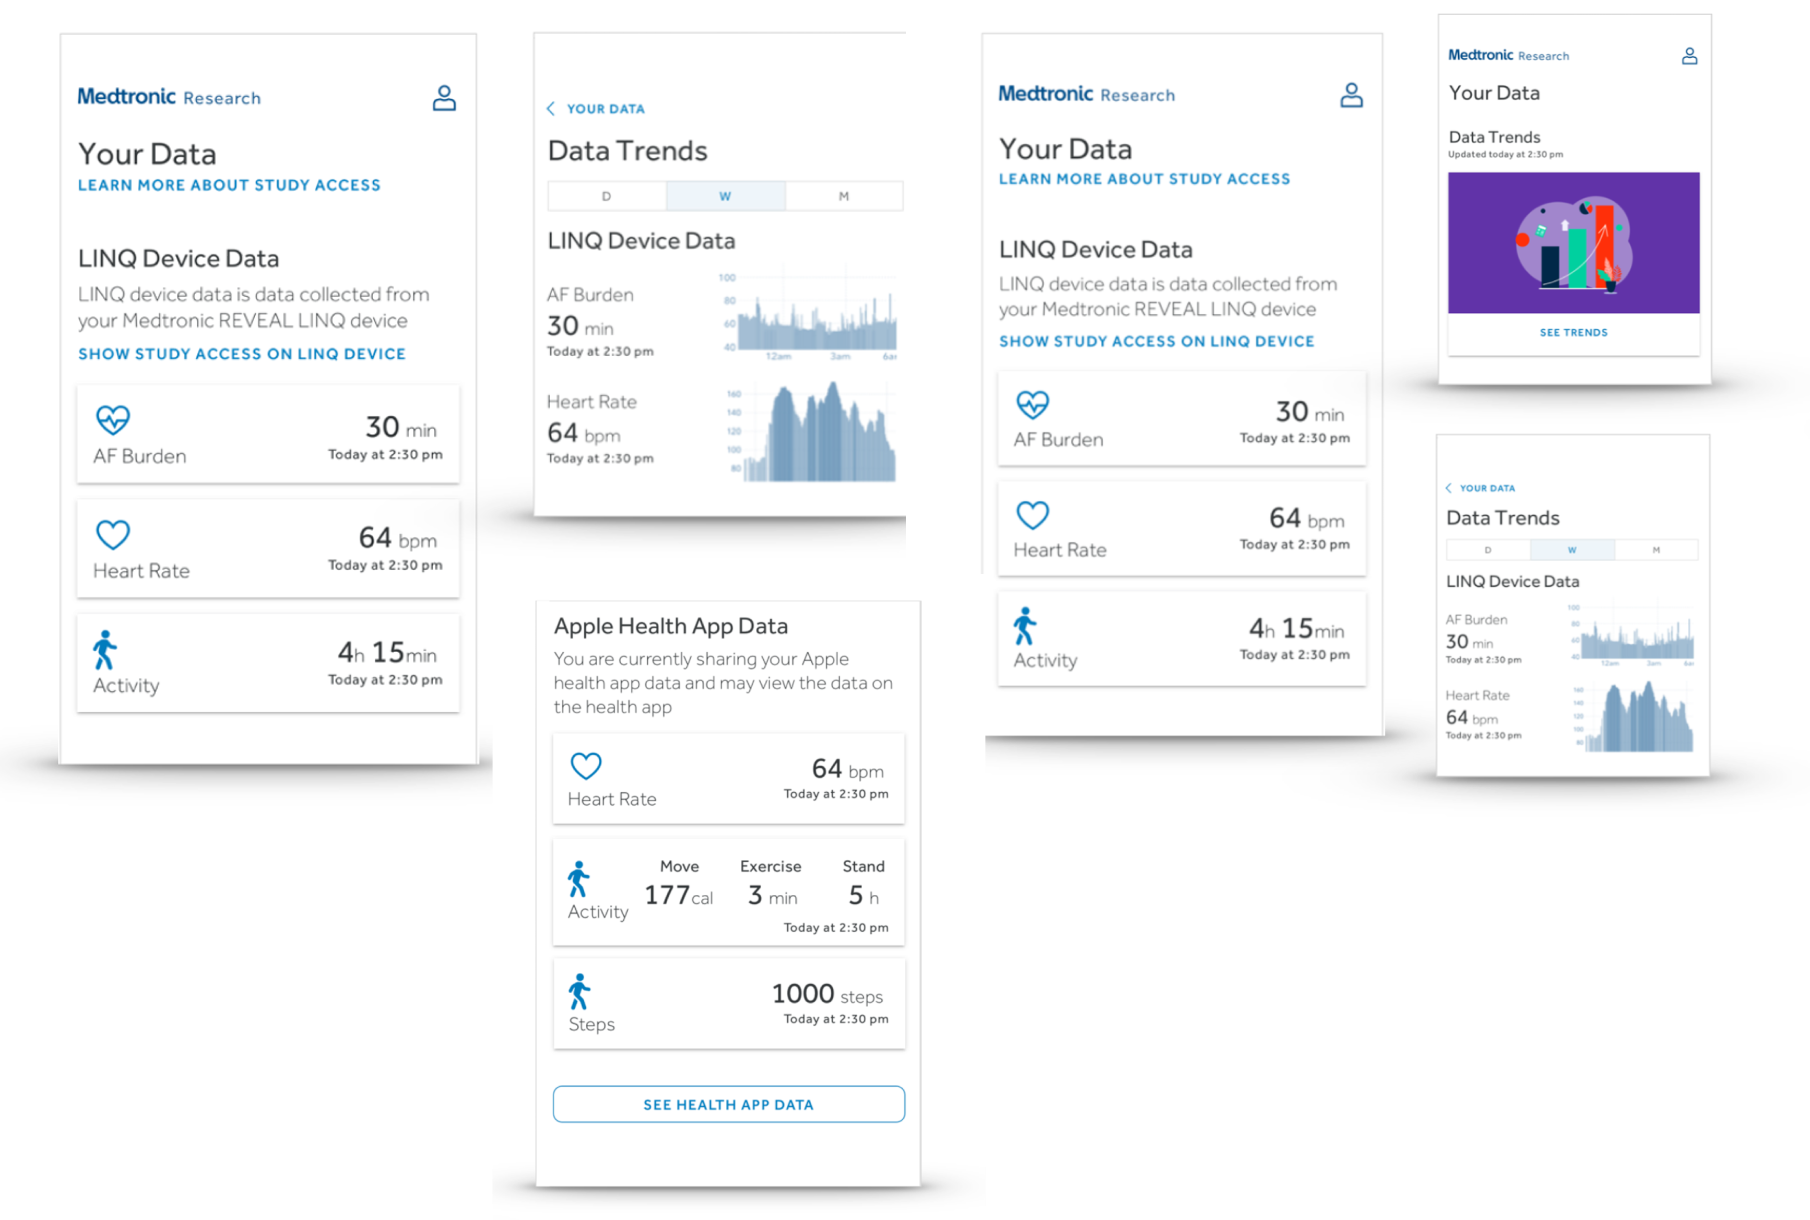 Medtronic Research
Your Data
LEARN MORE ABOUT STUDY ACCESS
LINQ Device Data
LINQ device data is data collected from
your Medtronic REVEAL LINQ device
SHOW STUDY ACCESS ON LINQ DEVICE
AF Burden
30 min
Today at 2:30 pm
Heart Rate
64 bpm
Today at 2:30 pm
Activity
4h 15min
Today at 2:30 pm
YOUR DATA
Data Trends
D W M
LINQ Device Data
AF Burden
30 min
Today at 2:30 pm
100
80
60
40
12am 3am 6a
Heart Rate
64 bpm
Today at 2:30 pm
160
140
120
100
80
Apple Health App Data
You are currently sharing your Apple
health app data and may view the data on
the health app
Heart Rate
64 bpm
Today at 2:30 pm
Activity
Move Exercise Stand
177cal 3 min 5 h
Today at 2:30 pm
Steps
1000 steps
Today at 2:30 pm
SEE HEALTH APP DATA
Medtronic Research
Your Data
LEARN MORE ABOUT STUDY ACCESS
LINQ Device Data
LINQ device data is data collected from
your Medtronic REVEAL LINQ device
SHOW STUDY ACCESS ON LINQ DEVICE
AF Burden
30 min
Today at 2:30 pm
Heart Rate
64 bpm
Today at 2:30 pm
Activity
4h 15min
Today at 2:30 pm
Medtronic Research
Your Data
Data Trends
Updated today at 2:30 pm
SEE TRENDS
YOUR DATA
Data Trends
D W M
LINQ Device Data
AF Burden
30 min
Today at 2:30 pm
100
80
60
40
12am 3am 6a
Heart Rate
64 bpm
Today at 2:30 pm
160
140
120
100
80